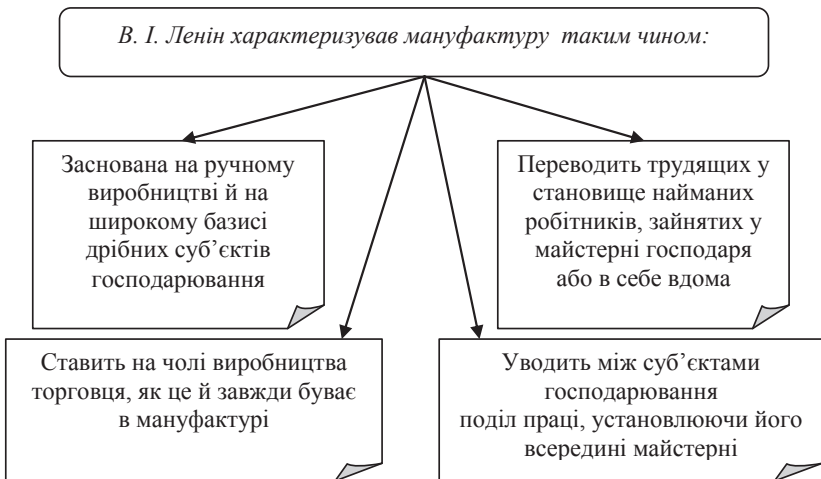 В. І. Ленін характеризував мануфактуру таким чином:
Заснована на ручному
виробництві й на
широкому базисі
дрібних суб’єктів
господарювання
Переводить трудящих у
становище найманих
робітників, зайнятих у
майстерні господаря
або в себе вдома
Ставить на чолі виробництва
торговця, як це й завжди буває
в мануфактурі
Уводить між суб’єктами
господарювання
поділ праці, установлюючи його
всередині майстерні